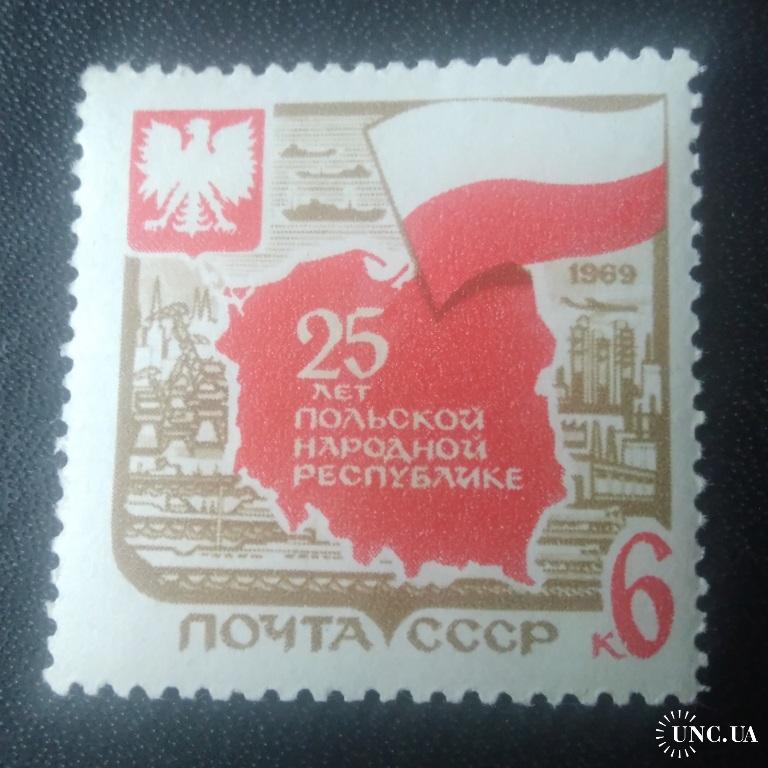 1969
25
ЛЕТ
ПОЛЬСКОЙ
НАРОДНОЙ
РЕСПУБЛИКЕ
ПОЧТА СССР
6 к
UNC.UA